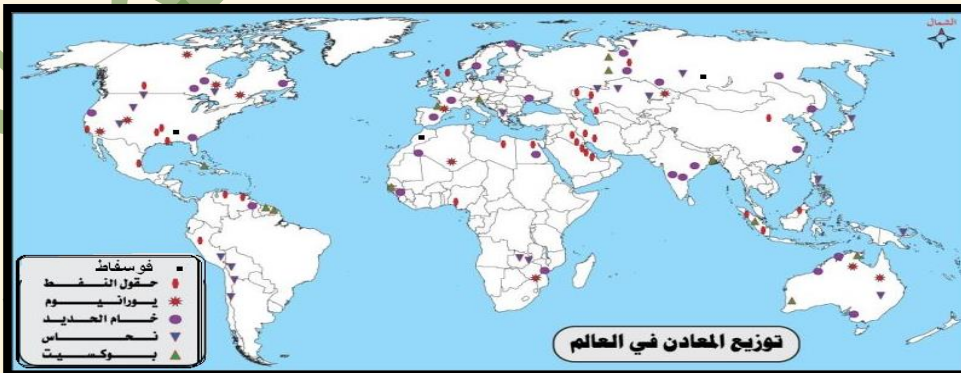 الشمال
فوسفاط
حقول النفط
يورانيوم
خام الحديد
نحاس
بوكسيت
توزيع المعادن في العالم